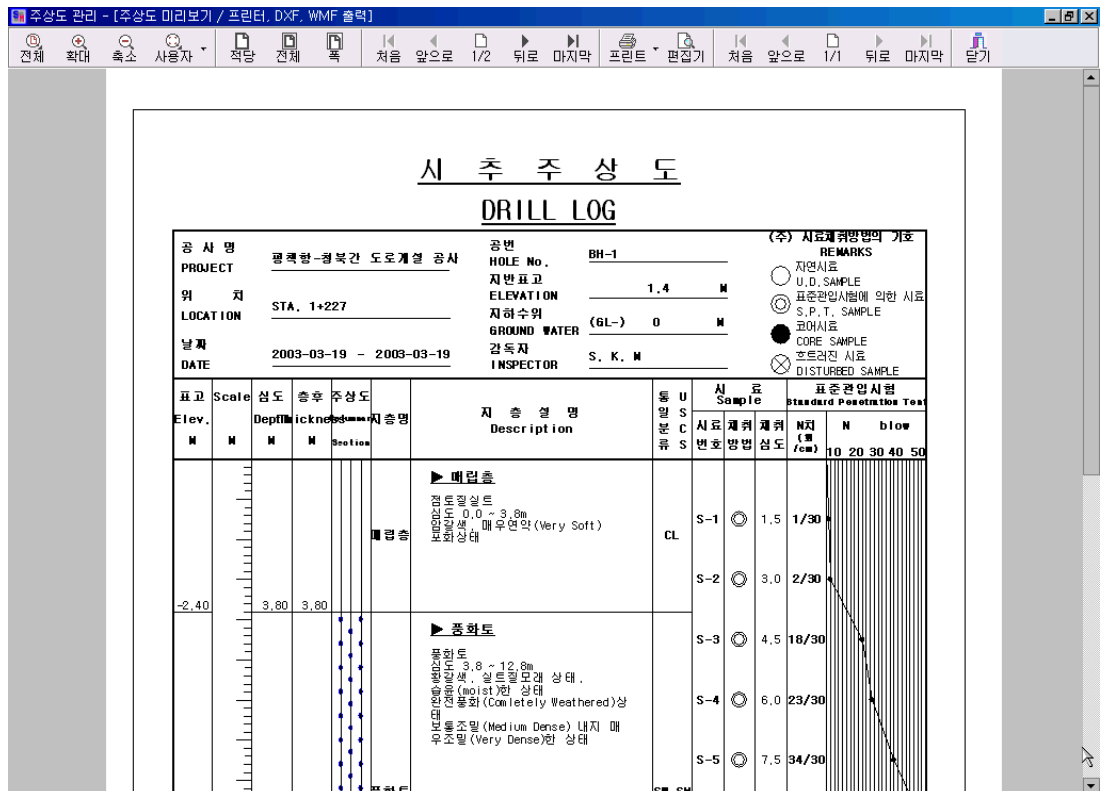 주상도 관리 - [주상도 미리보기 / 프린터, DXF, WMF 출력]
전체 확대 축소 사용자 적당 전체 폭 처음 앞으로 1/2 뒤로 마지막 프린트 편집기 처음 앞으로 1/1 뒤로 마지막 닫기
시 추 주 상 도
DRILL LOG
공 사 명
PROJECT
평택항-청북간 도로개설 공사
위 치
LOCATION
STA. 1+227
날짜
DATE
2003-03-19 - 2003-03-19
공번
HOLE No.
BH-1
지반표고
ELEVATION
1.4 M
지하수위
GROUND WATER
(GL-) 0 M
감독자
INSPECTOR
S. K. M
(주) 시료채취방법의 기호
REMARKS
자연시료
U.D. SAMPLE
표준관입시험에 의한 시료
S.P.T. SAMPLE
코어시료
CORE SAMPLE
흐트러진 시료
DISTURBED SAMPLE
표고
Elev.
M
Scale
M
심도
Depth
M
층후
Thickness
M
주상도
Columnar
Section
지층명
지 층 설 명
Description
통일분류
USCS
시 료
Sample
시료번호
채취방법
채취심도
표준관입시험
Standard Penetration Test
N치
(회
/cm)
N blow
10 20 30 40 50
▶ 매립층
점토질실트
심도 0.0 ~ 3.8m
암갈색, 매우연약(Very Soft)
포화상태
매립층
CL
S-1 1.5 1/30
S-2 3.0 2/30
-2.40 3.80 3.80
▶ 풍화토
풍화토
심도 3.8 ~ 12.8m
황갈색, 실트질모래 상태,
습윤(moist)한 상태
완전풍화(Comletely Weathered)상
태
보통조밀(Medium Dense) 내지 매
우조밀(Very Dense)한 상태
S-3 4.5 18/30
S-4 6.0 23/30
S-5 7.5 34/30
풍화토